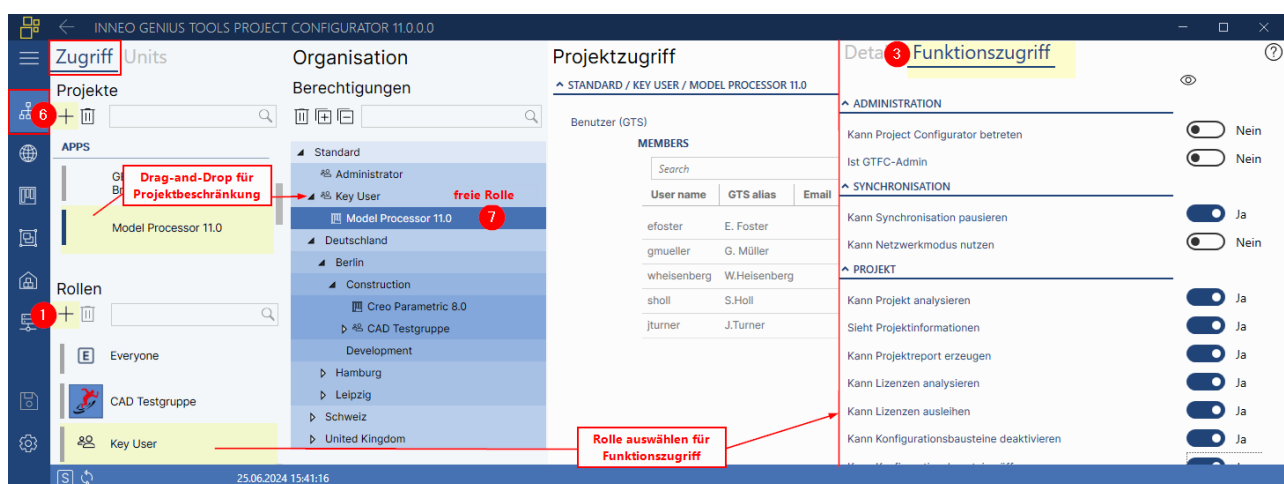 INNEO GENIUS TOOLS PROJECT CONFIGURATOR 11.0.0.0
Zugriff Units
Projekte
6
APPS
Model Processor 11.0
Drag-and-Drop für
Projektbeschränkung
Rollen
1
E Everyone
CAD Testgruppe
Key User
Organisation
Berechtigungen
Standard
Administrator
Key User
freie Rolle
Model Processor 11.0
7
Deutschland
Berlin
Construction
Creo Parametric 8.0
CAD Testgruppe
Development
Hamburg
Leipzig
Schweiz
United Kingdom
Projektzugriff
STANDARD / KEY USER / MODEL PROCESSOR 11.0
Benutzer (GTS)
MEMBERS
Search
User name GTS alias Email
efoster E. Foster
gmueller G. Müller
wheisenberg W.Heisenberg
sholl S.Holl
jturner J.Turner
Rolle auswählen für
Funktionszugriff
3 Funktionszugriff
ADMINISTRATION
Kann Project Configurator betreten Nein
Ist GTFC-Admin Nein
SYNCHRONISATION
Kann Synchronisation pausieren Ja
Kann Netzwerkmodus nutzen Nein
PROJEKT
Kann Projekt analysieren Ja
Sieht Projektinformationen Ja
Kann Projektreport erzeugen Ja
Kann Lizenzen analysieren Ja
Kann Lizenzen ausleihen Ja
Kann Konfigurationsbausteine deaktivieren Ja
S 25.06.2024 15:41:16